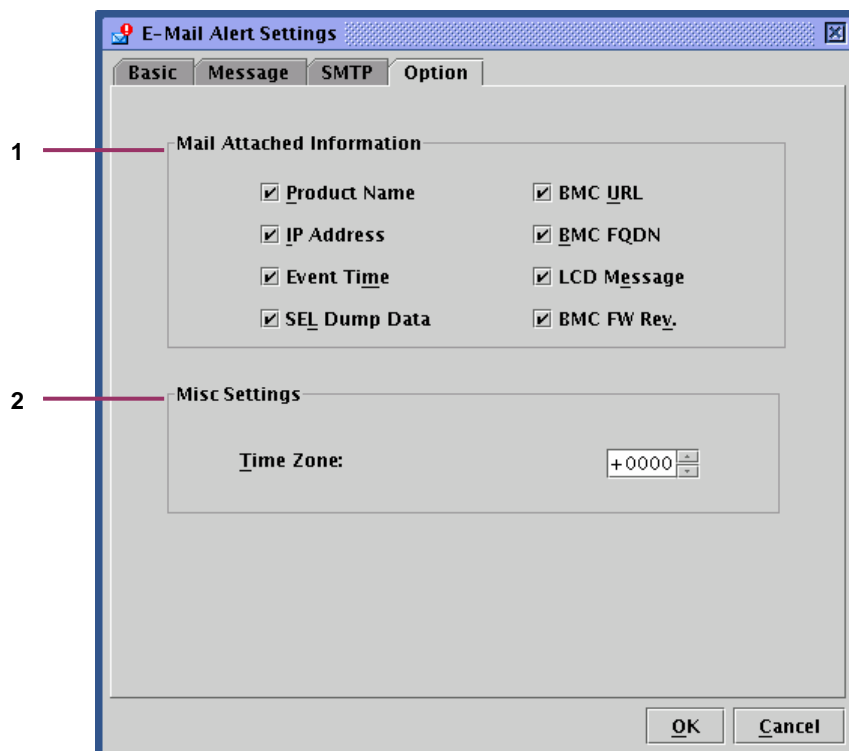 E-Mail Alert Settings
Basic Message SMTP Option
1
Mail Attached Information
Product Name BMC URL
IP Address BMC FQDN
Event Time LCD Message
SEL Dump Data BMC FW Rev.
2
Misc Settings
Time Zone: +0000
OK Cancel